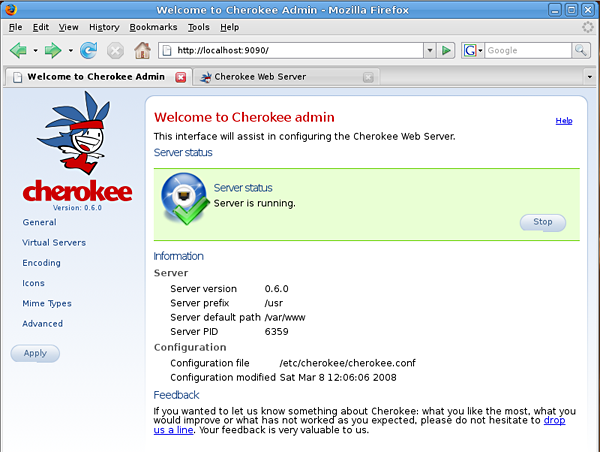 Welcome to Cherokee Admin - Mozilla Firefox
File Edit View History Bookmarks Tools Help
http://localhost:9090/
G Google
Welcome to Cherokee Admin
Cherokee Web Server
cherokee
Version: 0.6.0
General
Virtual Servers
Encoding
Icons
Mime Types
Advanced
Apply
Welcome to Cherokee admin
Help
This interface will assist in configuring the Cherokee Web Server.
Server status
Server status
Server is running.
Stop
Information
Server
Server version 0.6.0
Server prefix /usr
Server default path /var/www
Server PID 6359
Configuration
Configuration file /etc/cherokee/cherokee.conf
Configuration modified Sat Mar 8 12:06:06 2008
Feedback
If you wanted to let us know something about Cherokee: what you like the most, what you
would improve or what has not worked as you expected, please do not hesitate to drop
us a line. Your feedback is very valuable to us.